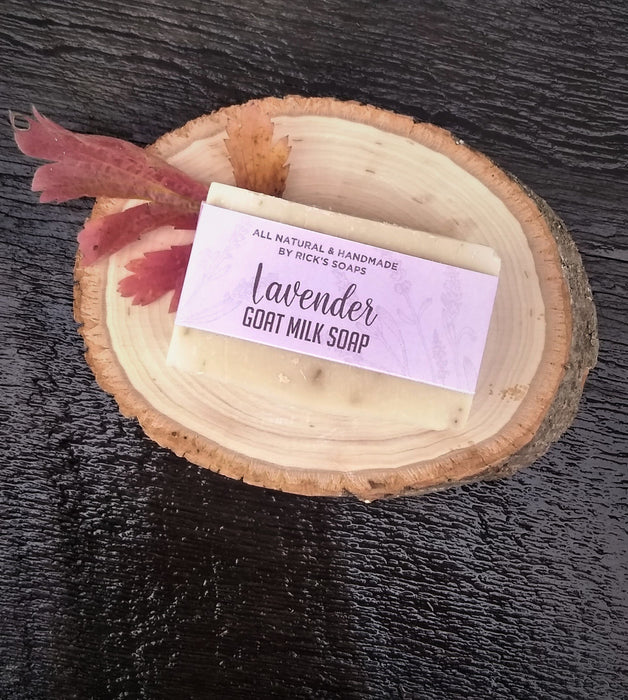 ALL NATURAL & HANDMADE
BY RICK'S SOAPS
Lavender
GOAT MILK SOAP